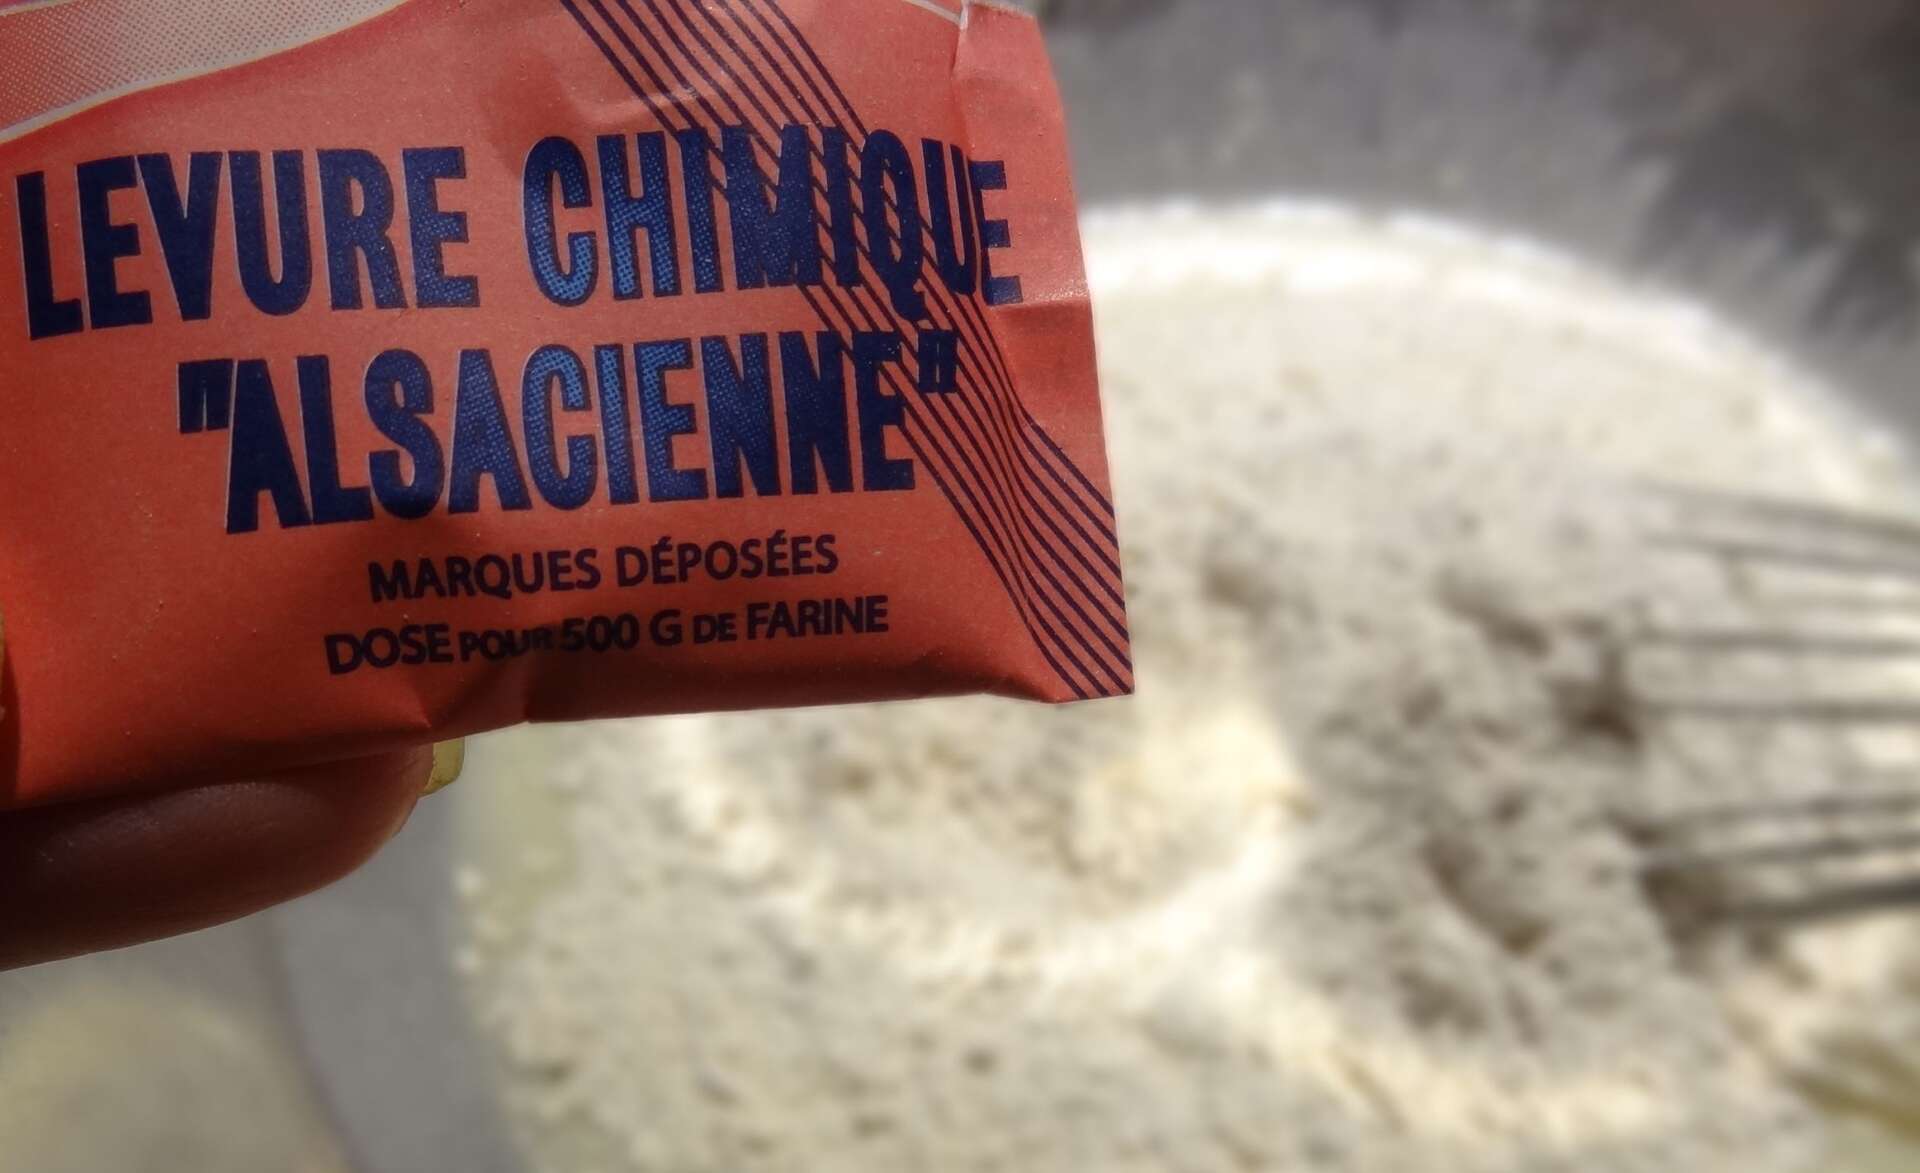 LEVURE CHIMIQUE
"ALSACIENNE"
MARQUES DÉPOSÉES
DOSE POUR 500 G DE FARINE